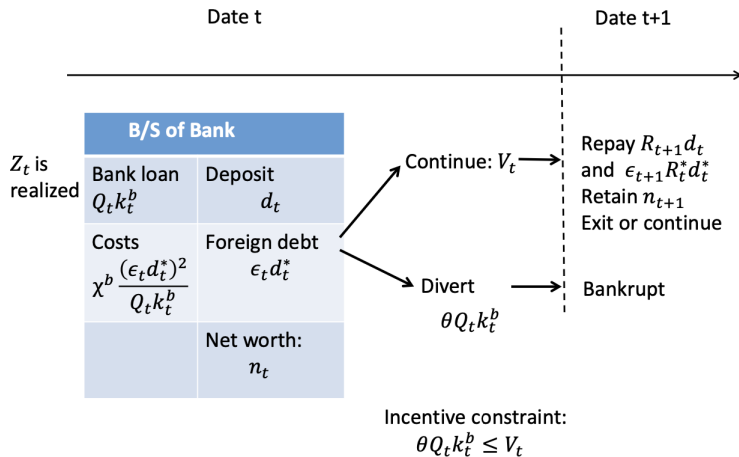 Date t
Date t+1
B/S of Bank
Z_t is
realized
Bank loan
Q_t k_t^b
Deposit
d_t
Costs
χ^b (ϵ_t d_t^*)^2 / Q_t k_t^b
Foreign debt
ϵ_t d_t^*
Net worth:
n_t
Continue: V_t
Divert
θQ_t k_t^b
Repay R_{t+1} d_t
and ϵ_{t+1} R_t^* d_t^*
Retain n_{t+1}
Exit or continue
Bankrupt
Incentive constraint:
θQ_t k_t^b ≤ V_t